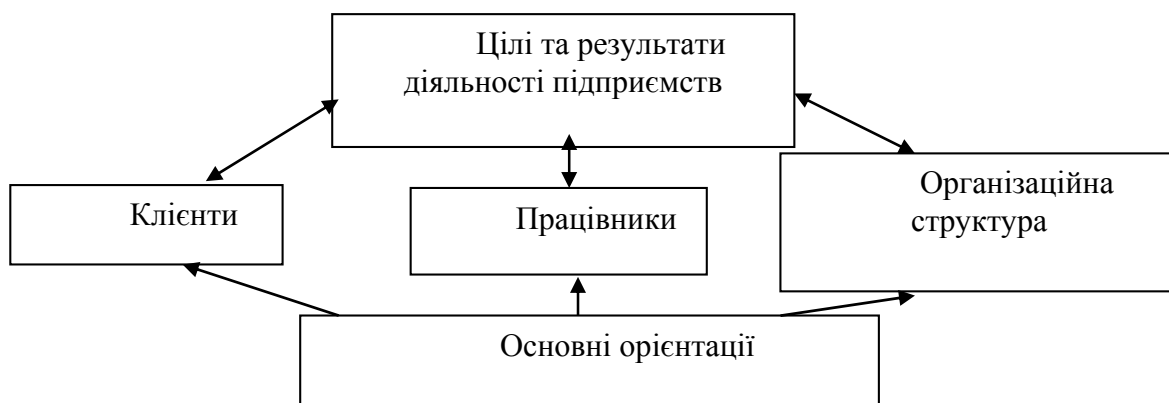 Цілі та результати
діяльності підприємств
Клієнти
Працівники
Організаційна
структура
Основні орієнтації